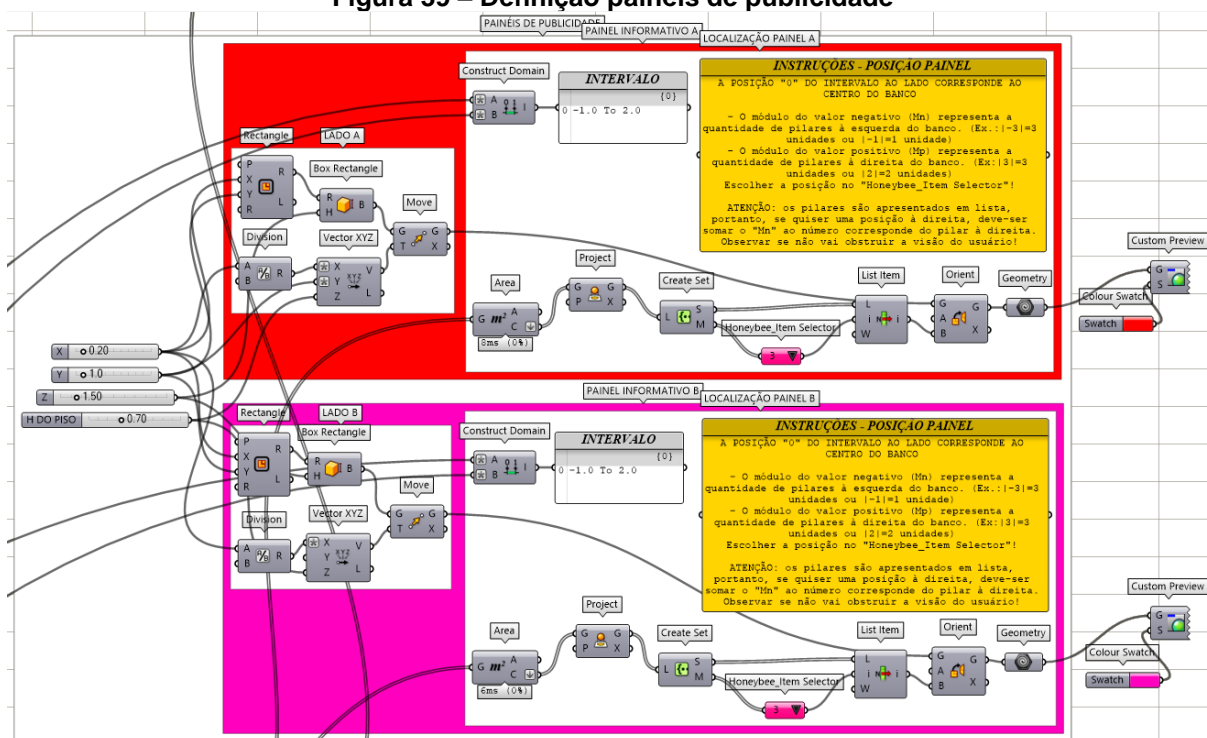 Figura 59 – Definição painéis de publicidade
PAINÉIS DE PUBLICIDADE
PAINEL INFORMATIVO A
LOCALIZAÇÃO PAINEL A
Construct Domain
A
B
I
INTERVALO
{0}
0 -1.0 To 2.0
INSTRUÇÕES - POSIÇÃO PAINEL
A POSIÇÃO "0" DO INTERVALO AO LADO CORRESPONDE AO
CENTRO DO BANCO
- O módulo do valor negativo (Mn) representa a
quantidade de pilares à esquerda do banco. (Ex.:|-3|=3
unidades ou |-1|=1 unidade)
- O módulo do valor positivo (Mp) representa a
quantidade de pilares à direita do banco. (Ex:|3|=3
unidades ou |2|=2 unidades)
Escolher a posição no "Honeybee_Item Selector"!
ATENÇÃO: os pilares são apresentados em lista,
portanto, se quiser uma posição à direita, deve-ser
somar o "Mn" ao número corresponde do pilar à direita.
Observar se não vai obstruir a visão do usuário!
Rectangle
LADO A
P
X
Y
R
R
L
Box Rectangle
R
H
B
Move
G
T
G
X
Division
A
B
R
Vector XYZ
X
Y
Z
XYZ
V
L
Area
G m² A
C
8ms (0%)
Project
G
P
G
X
Create Set
L
S
M
Honeybee_Item Selector
3
List Item
L
i
W
N
i
Orient
G
A
B
G
X
Geometry
Custom Preview
G
S
Colour Swatch
Swatch
X 0.20
Y 1.0
Z 1.50
H DO PISO 0.70
PAINEL INFORMATIVO B
LOCALIZAÇÃO PAINEL B
Rectangle
LADO B
P
X
Y
R
R
L
Box Rectangle
R
H
B
Move
G
T
G
X
Division
A
B
R
Vector XYZ
X
Y
Z
XYZ
V
L
Construct Domain
A
B
I
INTERVALO
{0}
0 -1.0 To 2.0
INSTRUÇÕES - POSIÇÃO PAINEL
A POSIÇÃO "0" DO INTERVALO AO LADO CORRESPONDE AO
CENTRO DO BANCO
- O módulo do valor negativo (Mn) representa a
quantidade de pilares à esquerda do banco. (Ex.:|-3|=3
unidades ou |-1|=1 unidade)
- O módulo do valor positivo (Mp) representa a
quantidade de pilares à direita do banco. (Ex:|3|=3
unidades ou |2|=2 unidades)
Escolher a posição no "Honeybee_Item Selector"!
ATENÇÃO: os pilares são apresentados em lista,
portanto, se quiser uma posição à direita, deve-ser
somar o "Mn" ao número corresponde do pilar à direita.
Observar se não vai obstruir a visão do usuário!
Area
G m² A
C
6ms (0%)
Project
G
P
G
X
Create Set
L
S
M
Honeybee_Item Selector
3
List Item
L
i
W
N
i
Orient
G
A
B
G
X
Geometry
Custom Preview
G
S
Colour Swatch
Swatch